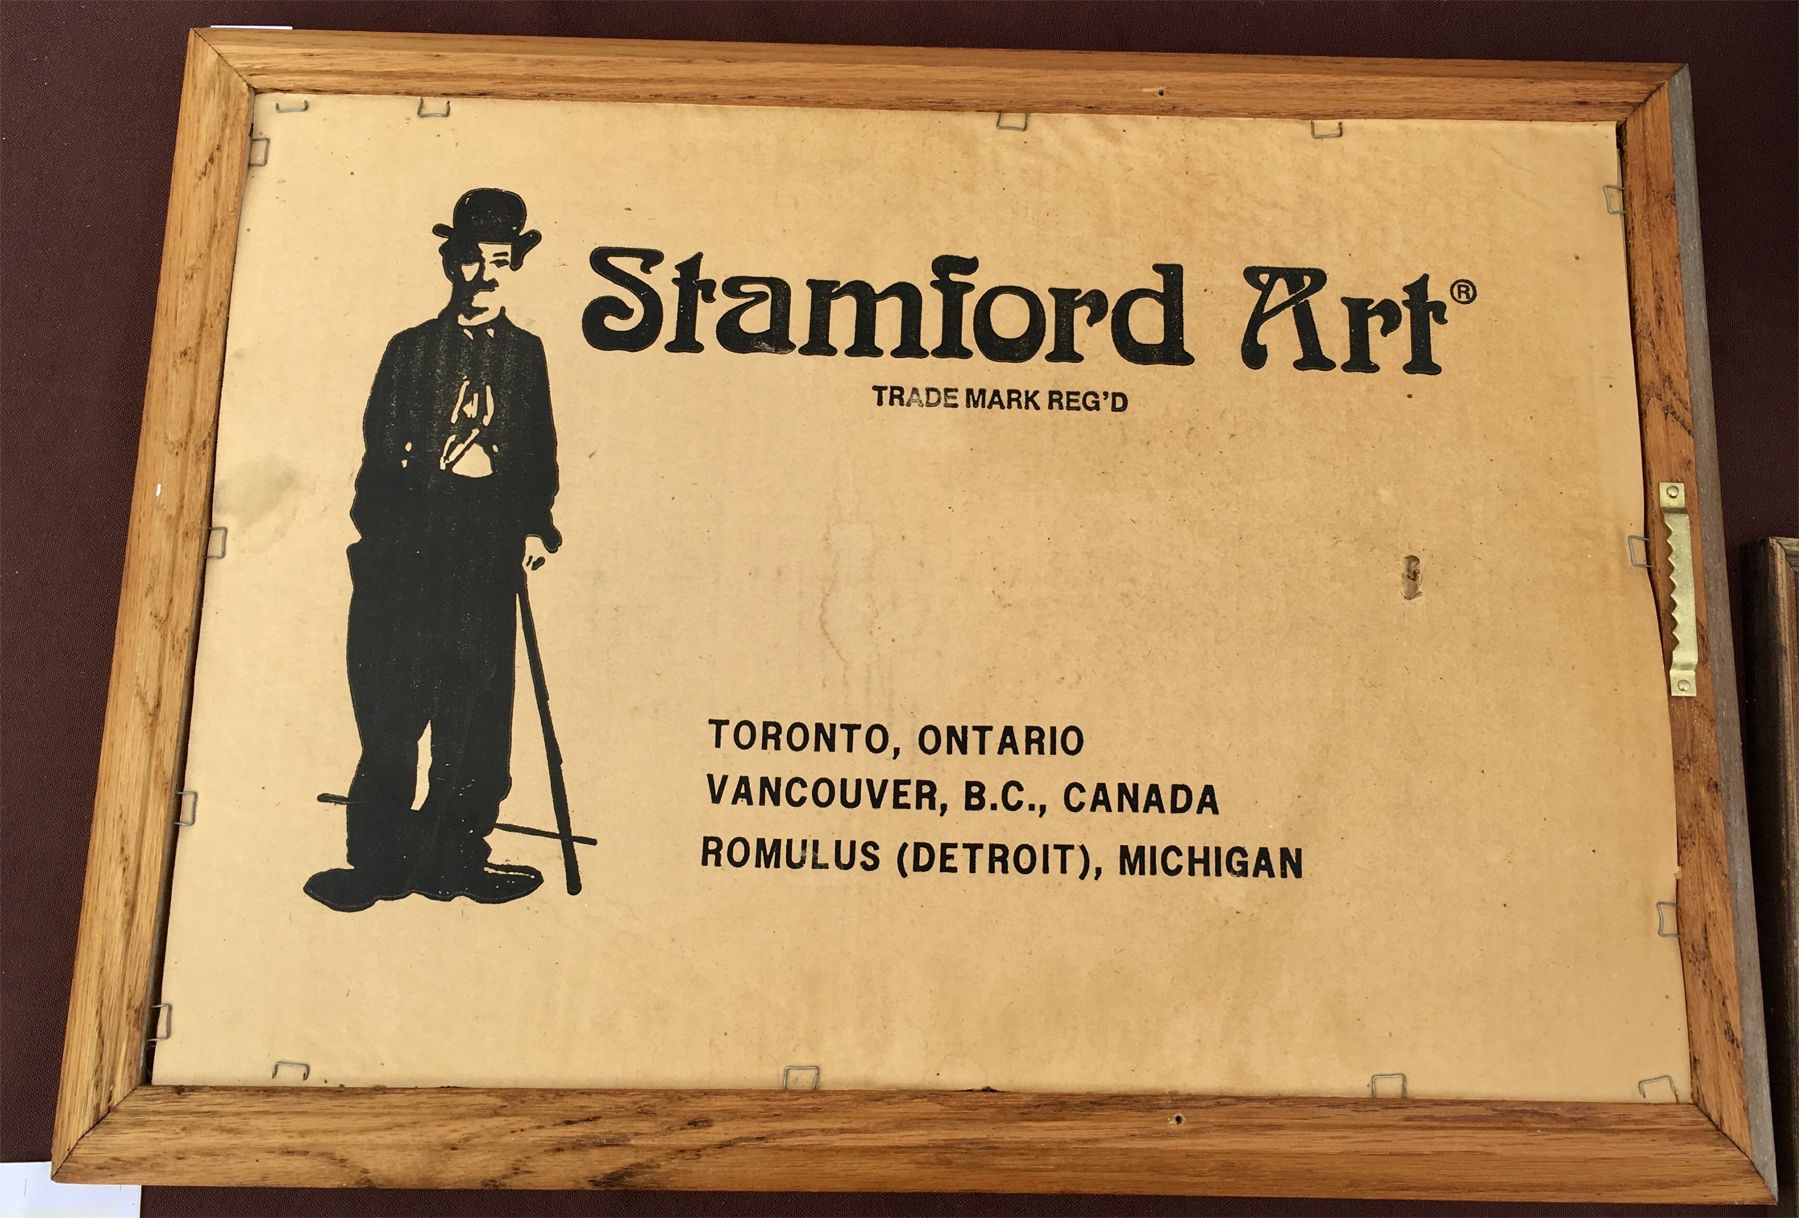 Stamford Art®
TRADE MARK REG'D
TORONTO, ONTARIO
VANCOUVER, B.C., CANADA
ROMULUS (DETROIT), MICHIGAN